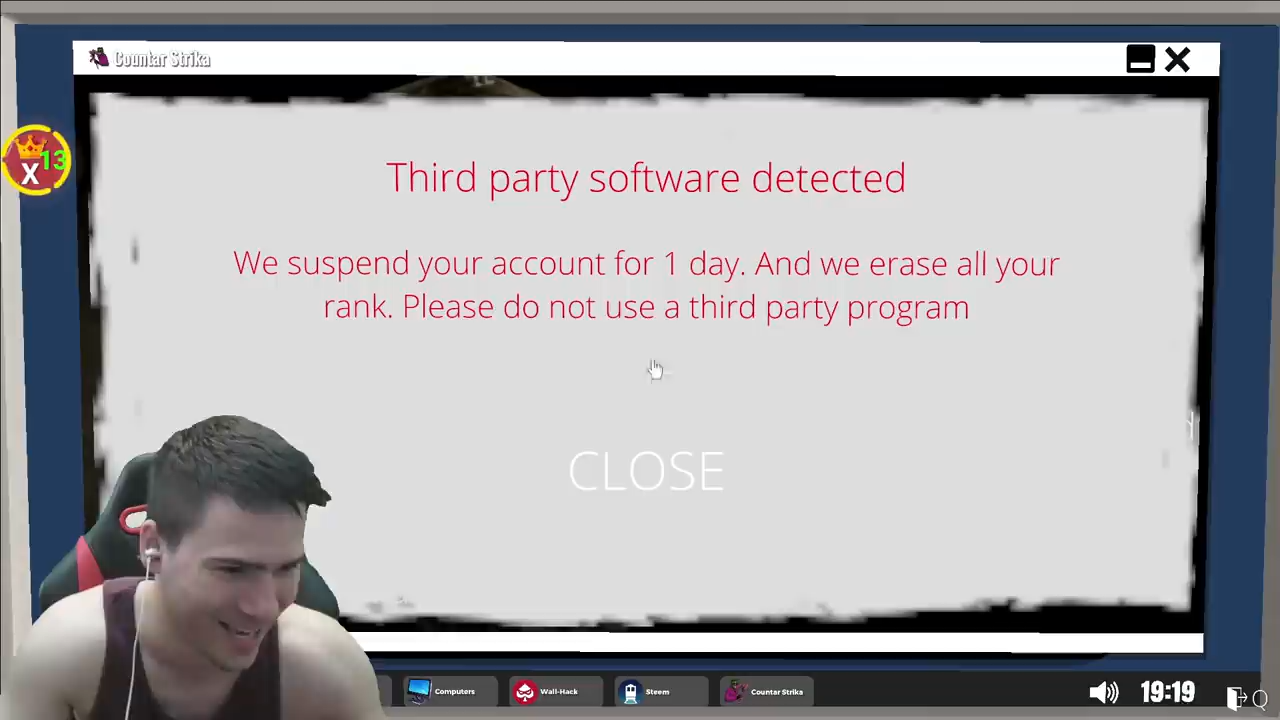 Countar Strika
X 13
Third party software detected
We suspend your account for 1 day. And we erase all your
rank. Please do not use a third party program
CLOSE
Computers
Wall-Hack
Steem
Countar Strika
19:19
Q